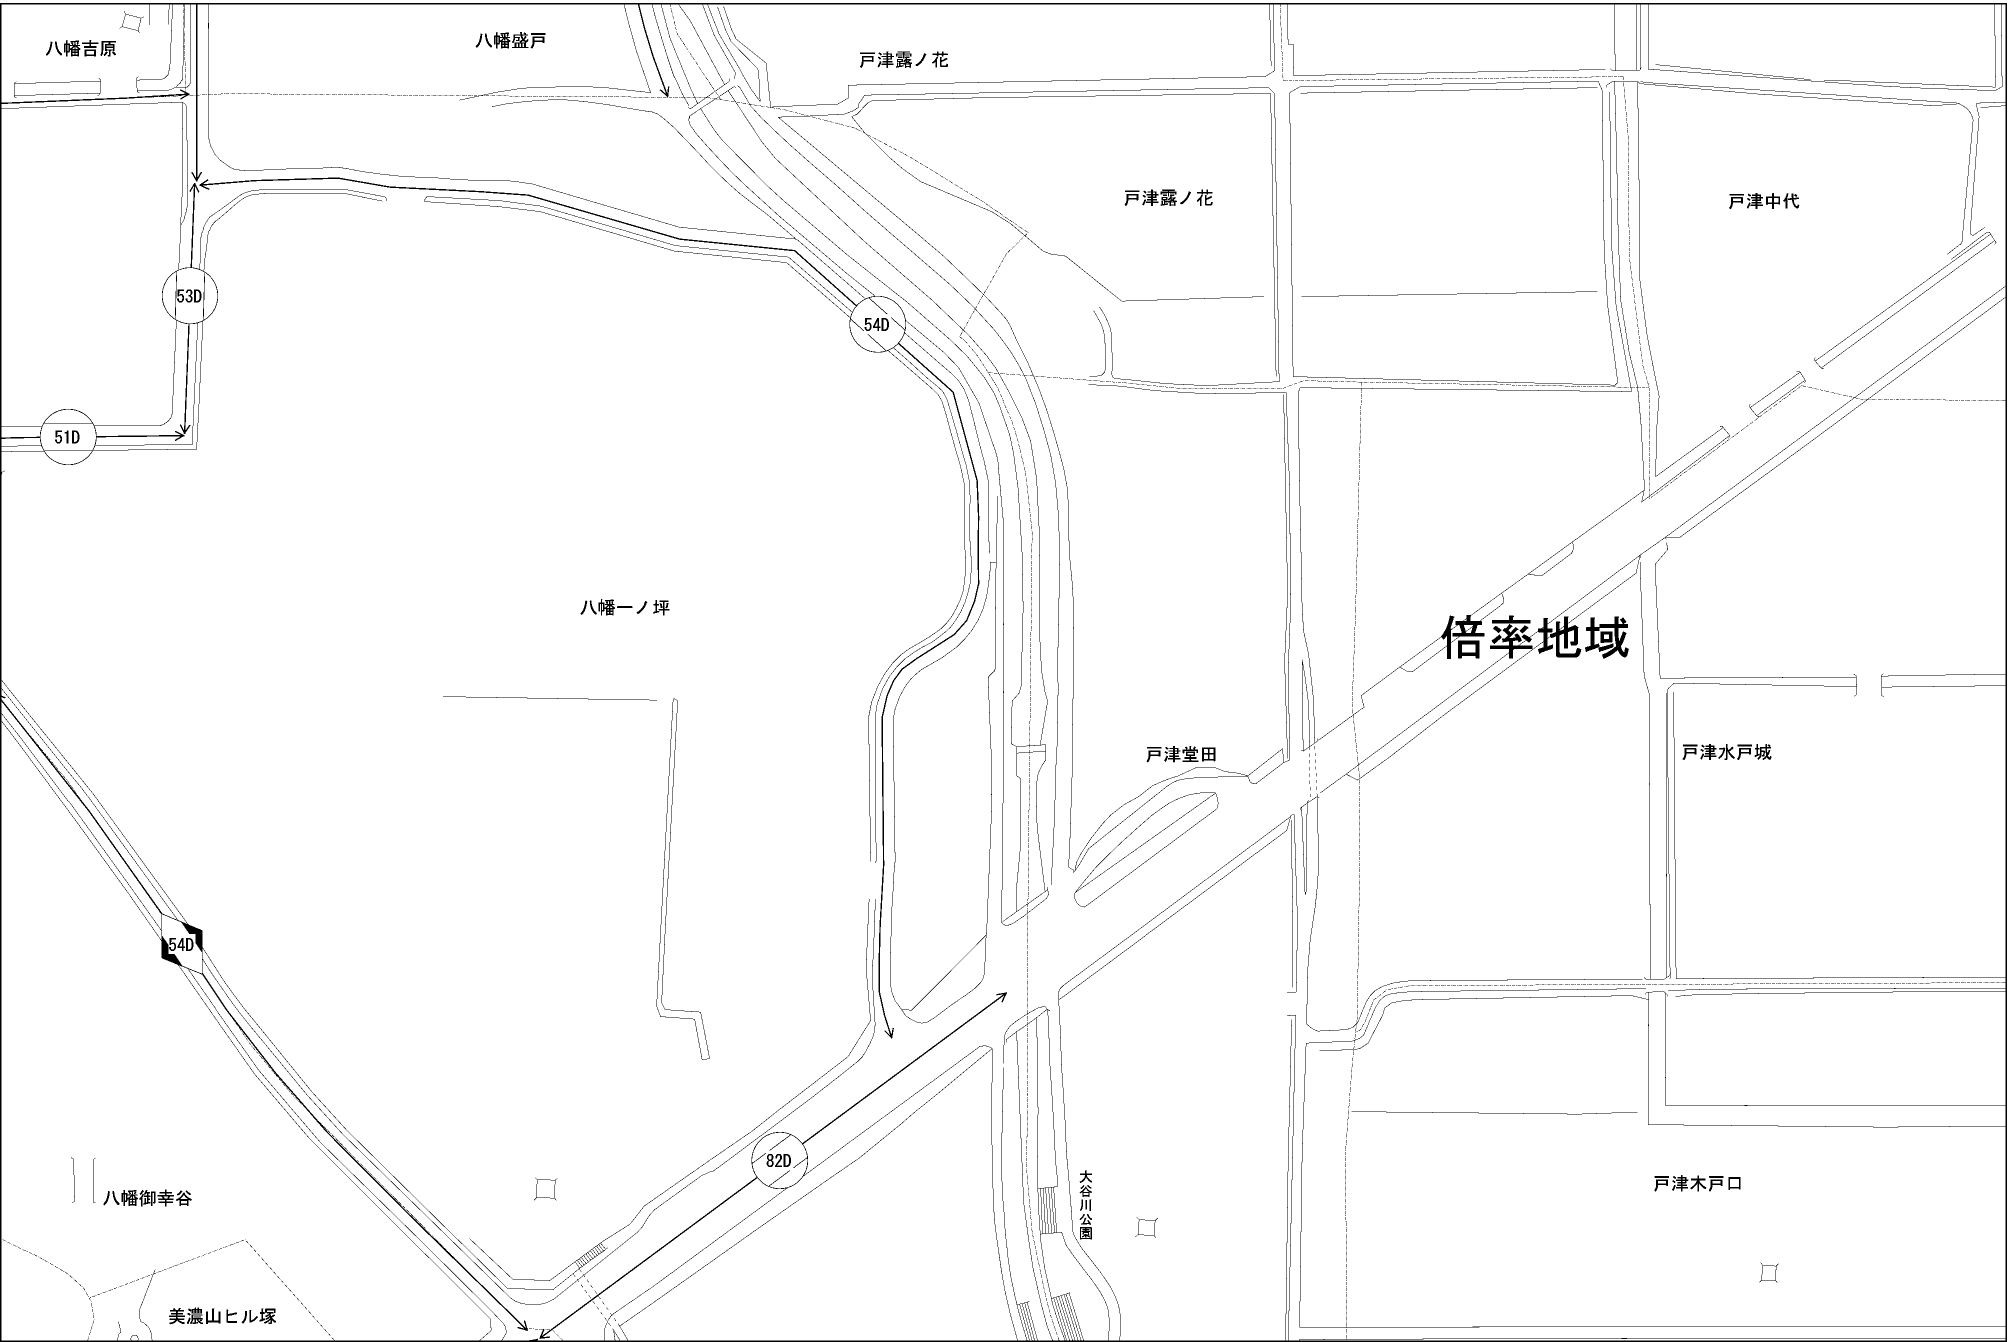 八幡吉原
八幡盛戸
戸津露ノ花
戸津露ノ花
戸津中代
53D
54D
51D
八幡一ノ坪
倍率地域
戸津堂田
戸津水戸城
54D
82D
大谷川公園
戸津木戸口
八幡御幸谷
美濃山ヒル塚